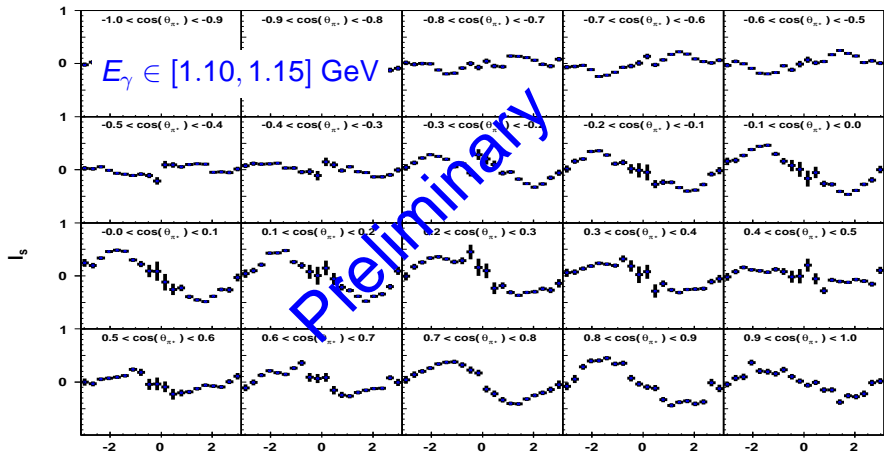 1
-1.0 < cos(θπ+) < -0.9
-0.9 < cos(θπ+) < -0.8
-0.8 < cos(θπ+) < -0.7
-0.7 < cos(θπ+) < -0.6
-0.6 < cos(θπ+) < -0.5
Eγ ∈ [1.10, 1.15] GeV
0
1
-0.5 < cos(θπ+) < -0.4
-0.4 < cos(θπ+) < -0.3
-0.3 < cos(θπ+) < -0.2
-0.2 < cos(θπ+) < -0.1
-0.1 < cos(θπ+) < 0.0
0
Preliminary
1
-0.0 < cos(θπ+) < 0.1
0.1 < cos(θπ+) < 0.2
0.2 < cos(θπ+) < 0.3
0.3 < cos(θπ+) < 0.4
0.4 < cos(θπ+) < 0.5
Is
0
1
0.5 < cos(θπ+) < 0.6
0.6 < cos(θπ+) < 0.7
0.7 < cos(θπ+) < 0.8
0.8 < cos(θπ+) < 0.9
0.9 < cos(θπ+) < 1.0
0
-2 0 2 -2 0 2 -2 0 2 -2 0 2 -2 0 2